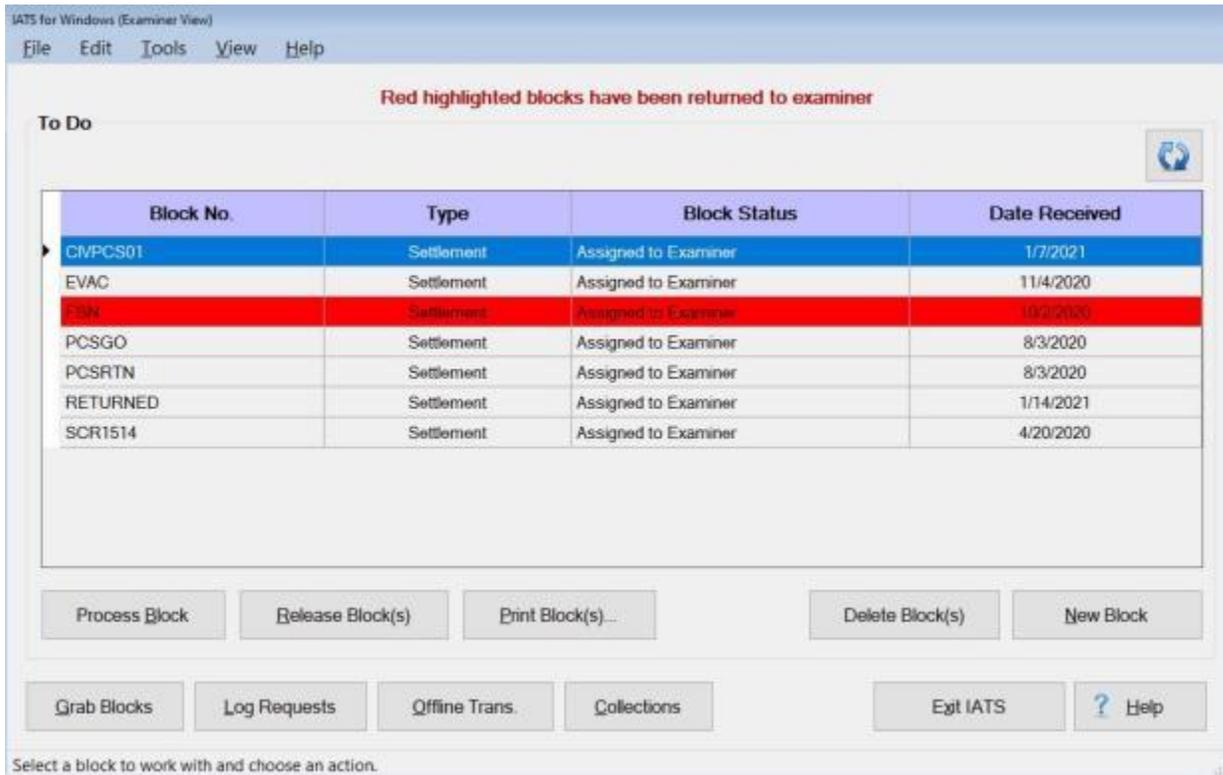 IATS for Windows (Examiner View)
File Edit Tools View Help
Red highlighted blocks have been returned to examiner
To Do
Block No. Type Block Status Date Received
CIVPCS01 Settlement Assigned to Examiner 1/7/2021
EVAC Settlement Assigned to Examiner 11/4/2020
Settlement Assigned to Examiner 10/2/2020
PCSGO Settlement Assigned to Examiner 8/3/2020
PCSRTN Settlement Assigned to Examiner 8/3/2020
RETURNED Settlement Assigned to Examiner 1/14/2021
SCR1514 Settlement Assigned to Examiner 4/20/2020
Process Block Release Block(s) Print Block(s)... Delete Block(s) New Block
Grab Blocks Log Requests Offline Trans. Collections Exit IATS ? Help
Select a block to work with and choose an action.